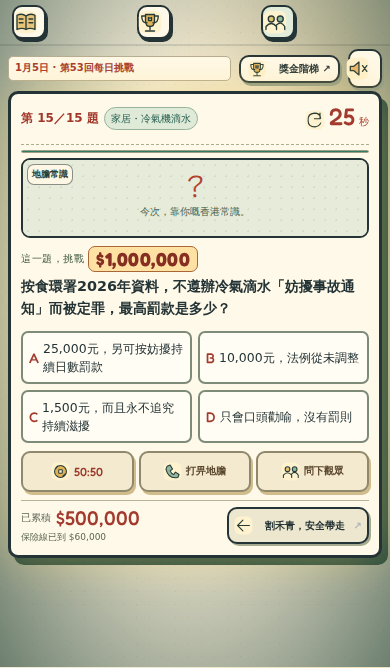 1月5日 · 第53回每日挑戰
獎金階梯 ↗
第 15／15 題
家居 · 冷氣機滴水
25 秒
地膽常識
?
今次，靠你嘅香港常識。
這一題，挑戰 $1,000,000
按食環署2026年資料，不遵辦冷氣滴水「妨擾事故通
知」而被定罪，最高罰款是多少？
A 25,000元，另可按妨擾持
續日數罰款
B 10,000元，法例從未調整
C 1,500元，而且永不追究
持續滋擾
D 只會口頭勸喻，沒有罰則
50:50
打畀地膽
問下觀眾
已累積 $500,000
保險線已到 $60,000
割禾青，安全帶走 ↗